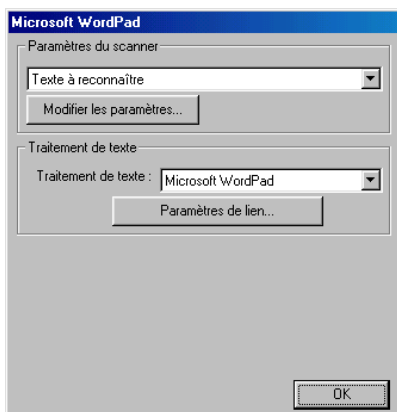 Microsoft WordPad
Paramètres du scanner
Texte à reconnaître
Modifier les paramètres...
Traitement de texte
Traitement de texte : Microsoft WordPad
Paramètres de lien...
OK